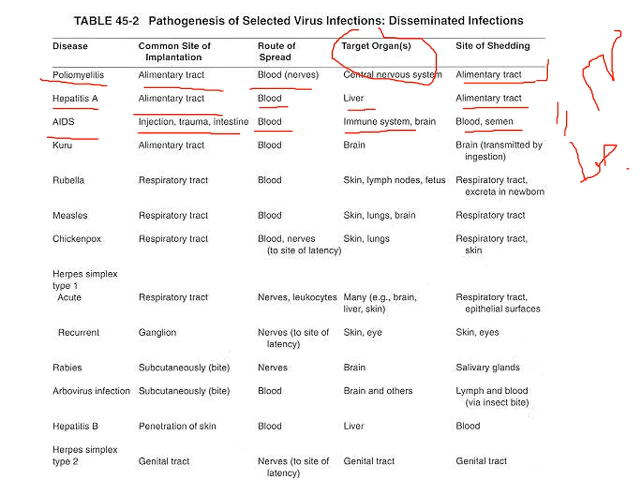 TABLE 45-2 Pathogenesis of Selected Virus Infections: Disseminated Infections
Disease Common Site of Implantation Route of Spread Target Organ(s) Site of Shedding
Poliomyelitis Alimentary tract Blood (nerves) Central nervous system Alimentary tract
Hepatitis A Alimentary tract Blood Liver Alimentary tract
AIDS Injection, trauma, intestine Blood Immune system, brain Blood, semen
Kuru Alimentary tract Blood Brain Brain (transmitted by ingestion)
Rubella Respiratory tract Blood Skin, lymph nodes, fetus Respiratory tract, excreta in newborn
Measles Respiratory tract Blood Skin, lungs, brain Respiratory tract
Chickenpox Respiratory tract Blood, nerves (to site of latency) Skin, lungs Respiratory tract, skin
Herpes simplex type 1
Acute Respiratory tract Nerves, leukocytes Many (e.g., brain, liver, skin) Respiratory tract, epithelial surfaces
Recurrent Ganglion Nerves (to site of latency) Skin, eye Skin, eyes
Rabies Subcutaneously (bite) Nerves Brain Salivary glands
Arbovirus infection Subcutaneously (bite) Blood Brain and others Lymph and blood (via insect bite)
Hepatitis B Penetration of skin Blood Liver Blood
Herpes simplex type 2 Genital tract Nerves (to site of latency) Genital tract Genital tract